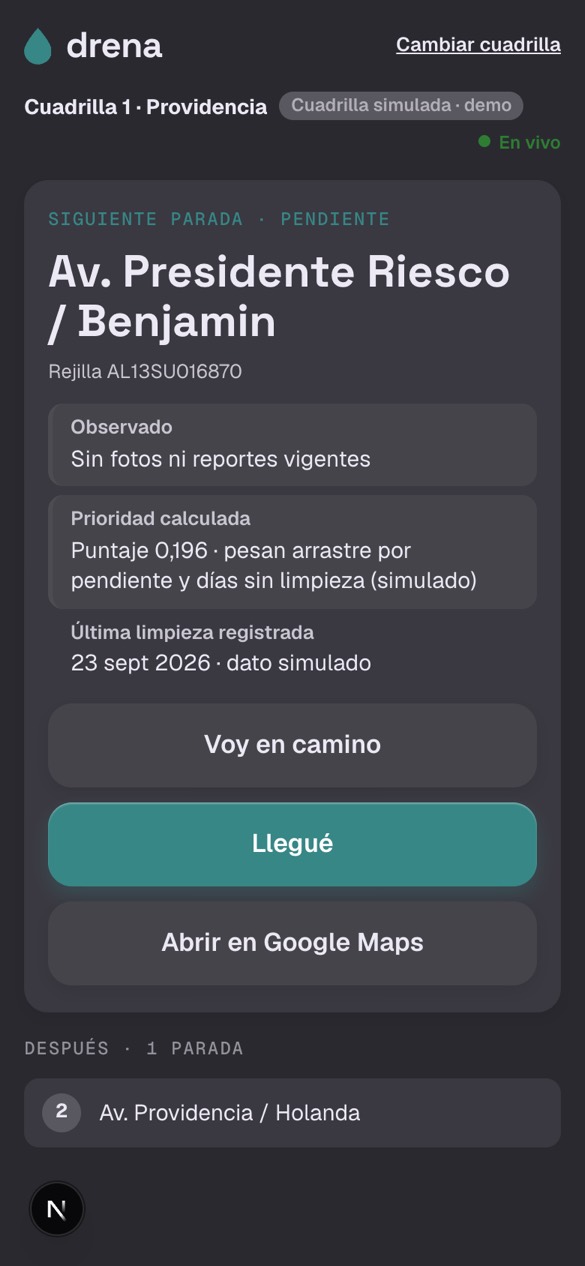 drena
Cambiar cuadrilla
Cuadrilla 1 · Providencia
Cuadrilla simulada · demo
En vivo
SIGUIENTE PARADA · PENDIENTE
Av. Presidente Riesco
/ Benjamin
Rejilla AL13SU016870
Observado
Sin fotos ni reportes vigentes
Prioridad calculada
Puntaje 0,196 · pesan arrastre por
pendiente y días sin limpieza (simulado)
Última limpieza registrada
23 sept 2026 · dato simulado
Voy en camino
Llegué
Abrir en Google Maps
DESPUÉS · 1 PARADA
2 Av. Providencia / Holanda
N